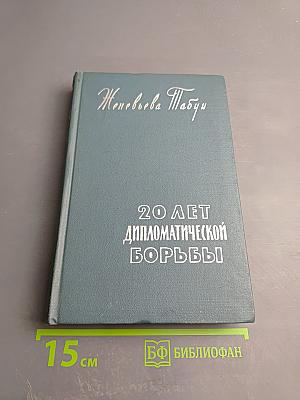 Женевьева Табуи
20 ЛЕТ
ДИПЛОМАТИЧЕСКОЙ
БОРЬБЫ
15 см
БФ БИБЛИОФАН